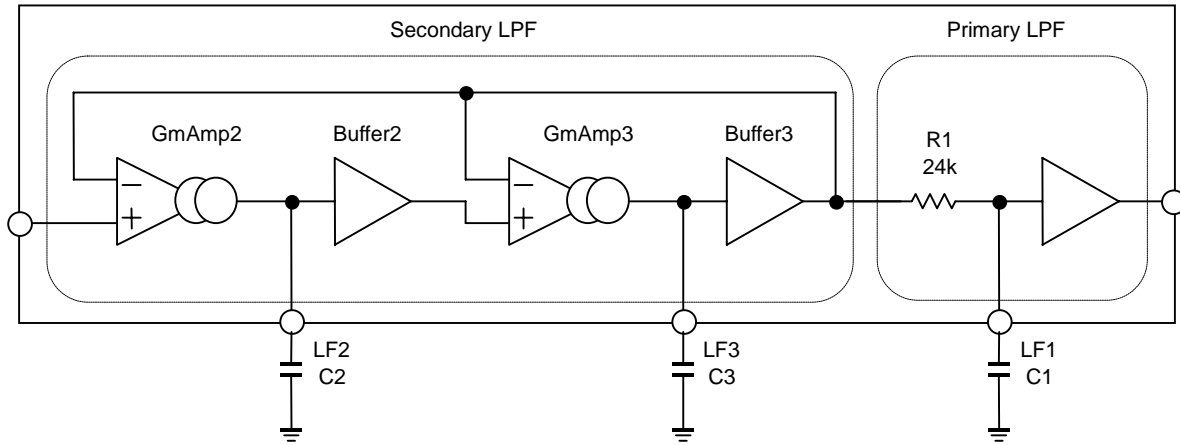 Secondary LPF
Primary LPF
GmAmp2
Buffer2
GmAmp3
Buffer3
R1
24k
−
+
−
+
LF2
C2
LF3
C3
LF1
C1